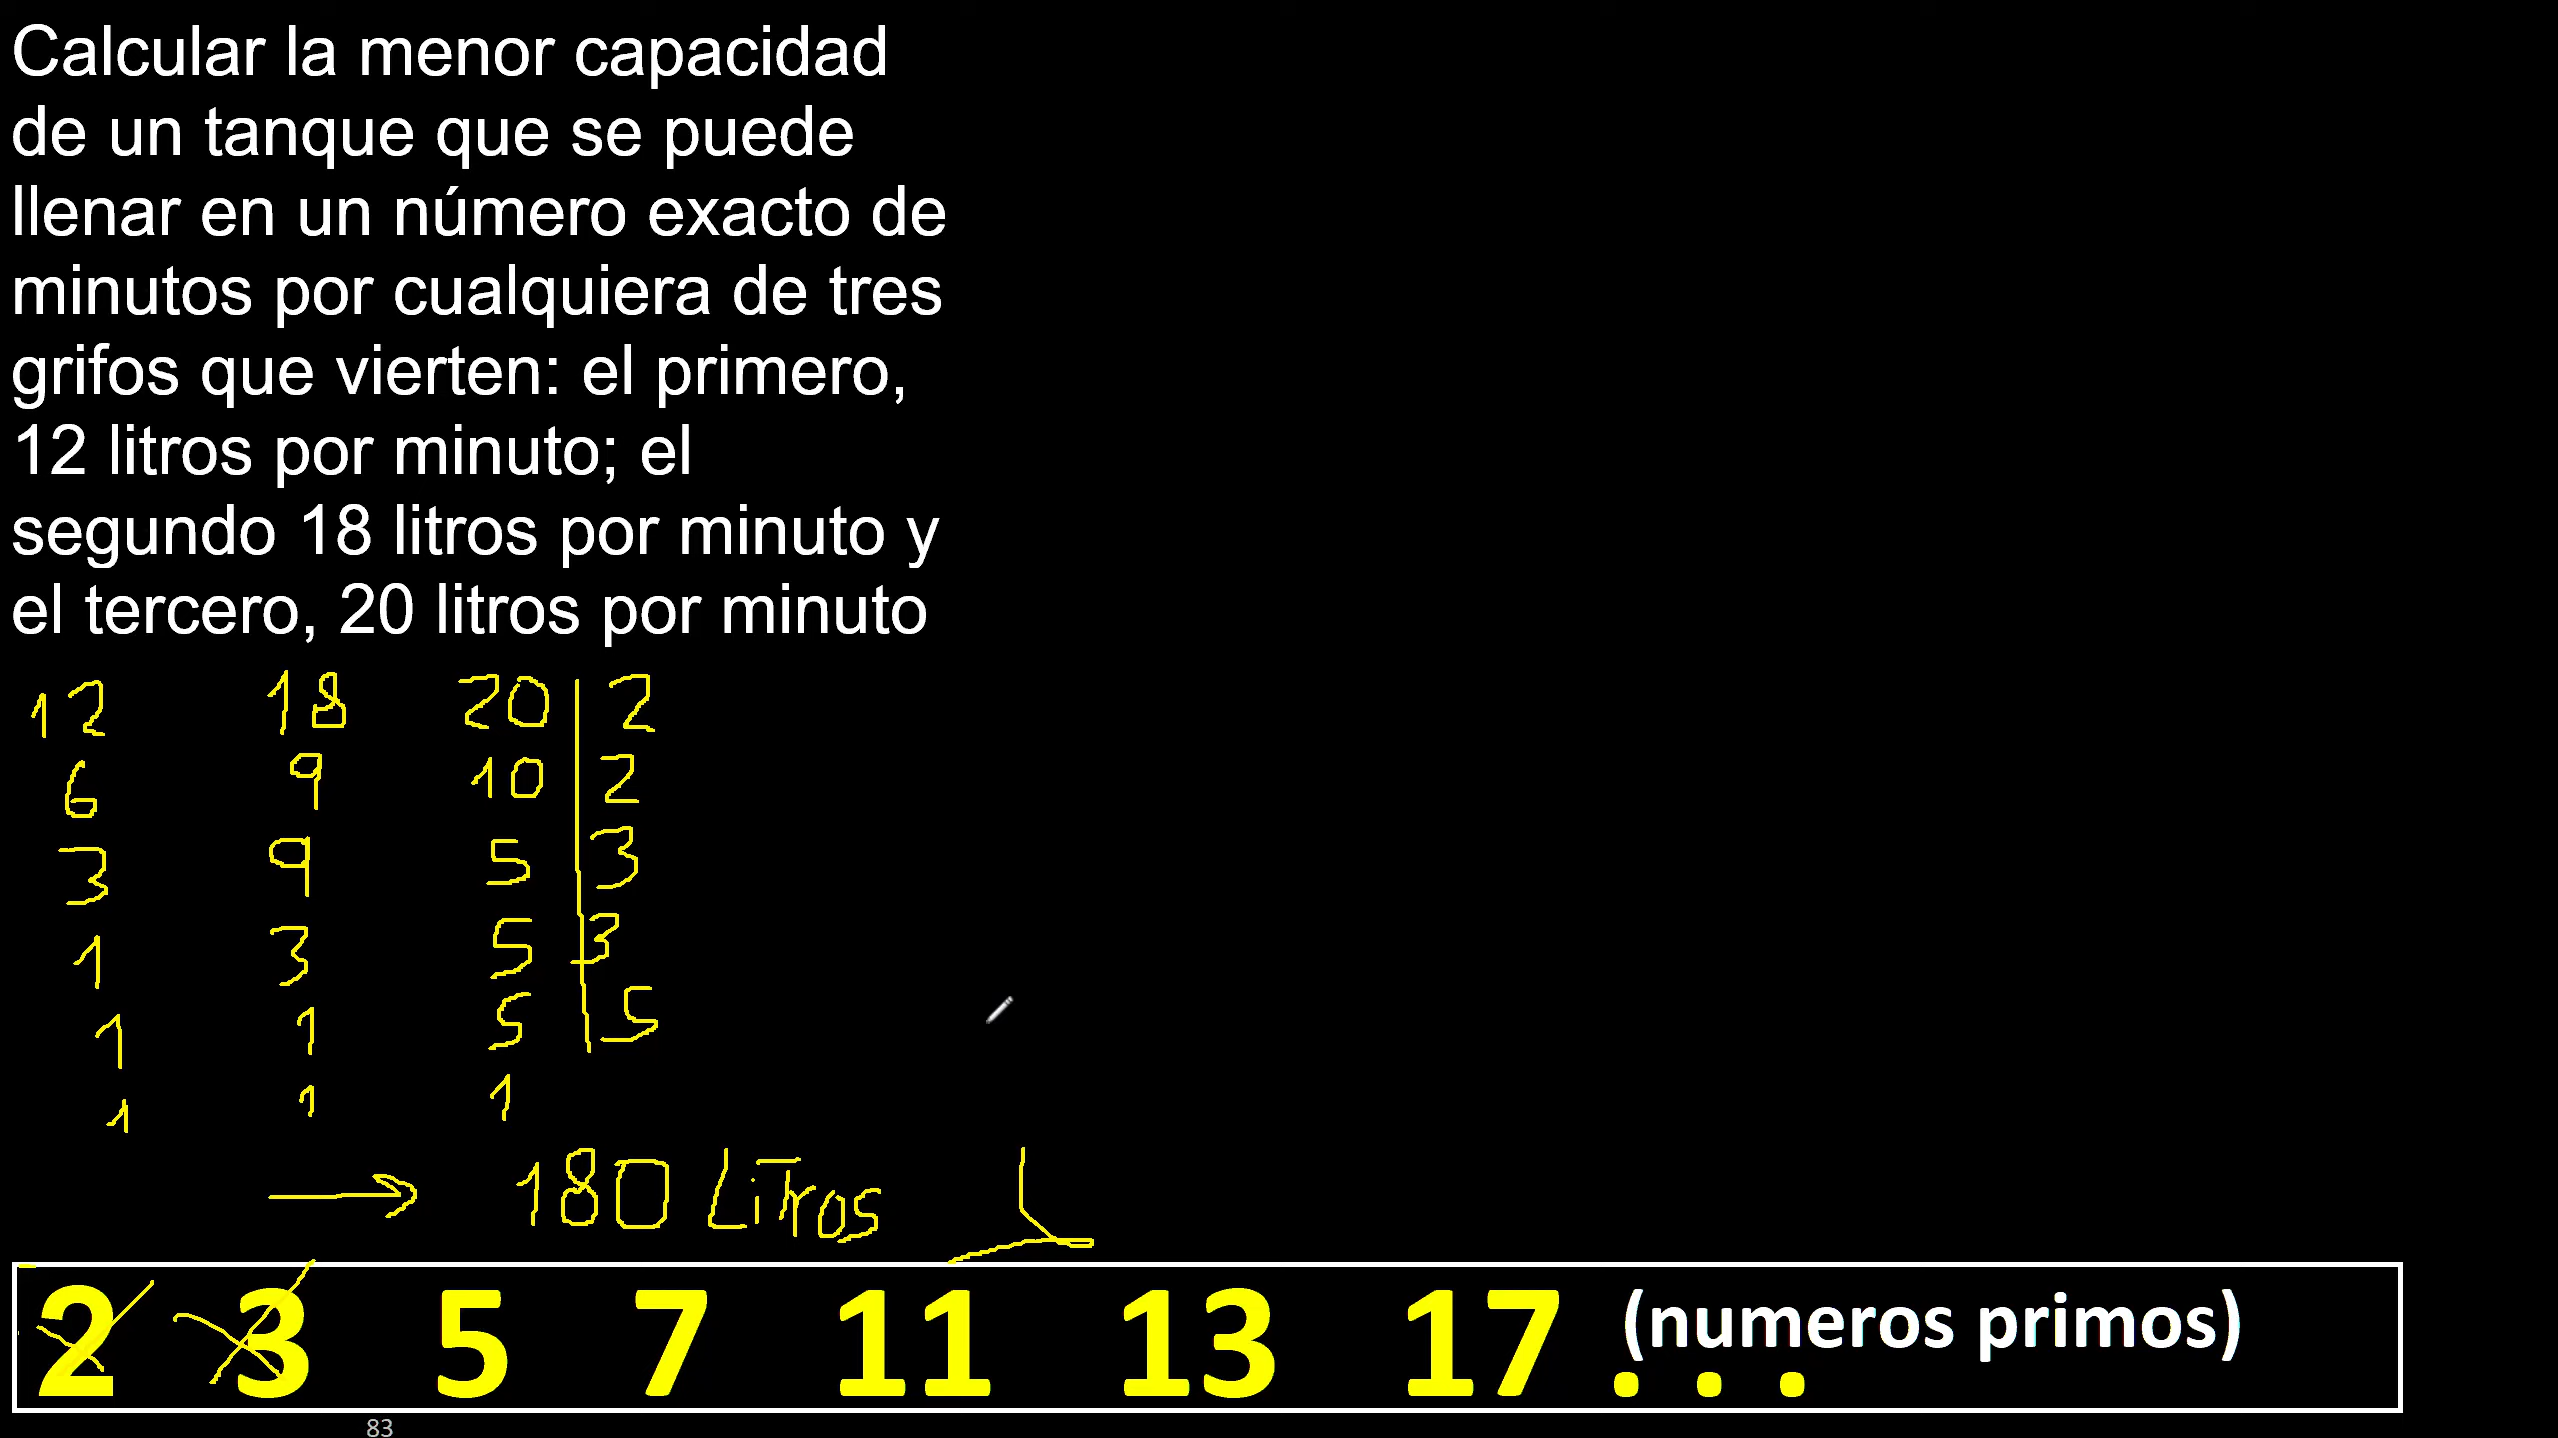 Calcular la menor capacidad
de un tanque que se puede
llenar en un número exacto de
minutos por cualquiera de tres
grifos que vierten: el primero,
12 litros por minuto; el
segundo 18 litros por minuto y
el tercero, 20 litros por minuto
12 18 20 2
6 9 10 2
3 9 5 3
1 3 5 3
1 1 5 5
1 1 1
180 LiTros
2 3 5 7 11 13 17 . . . (numeros primos)
83